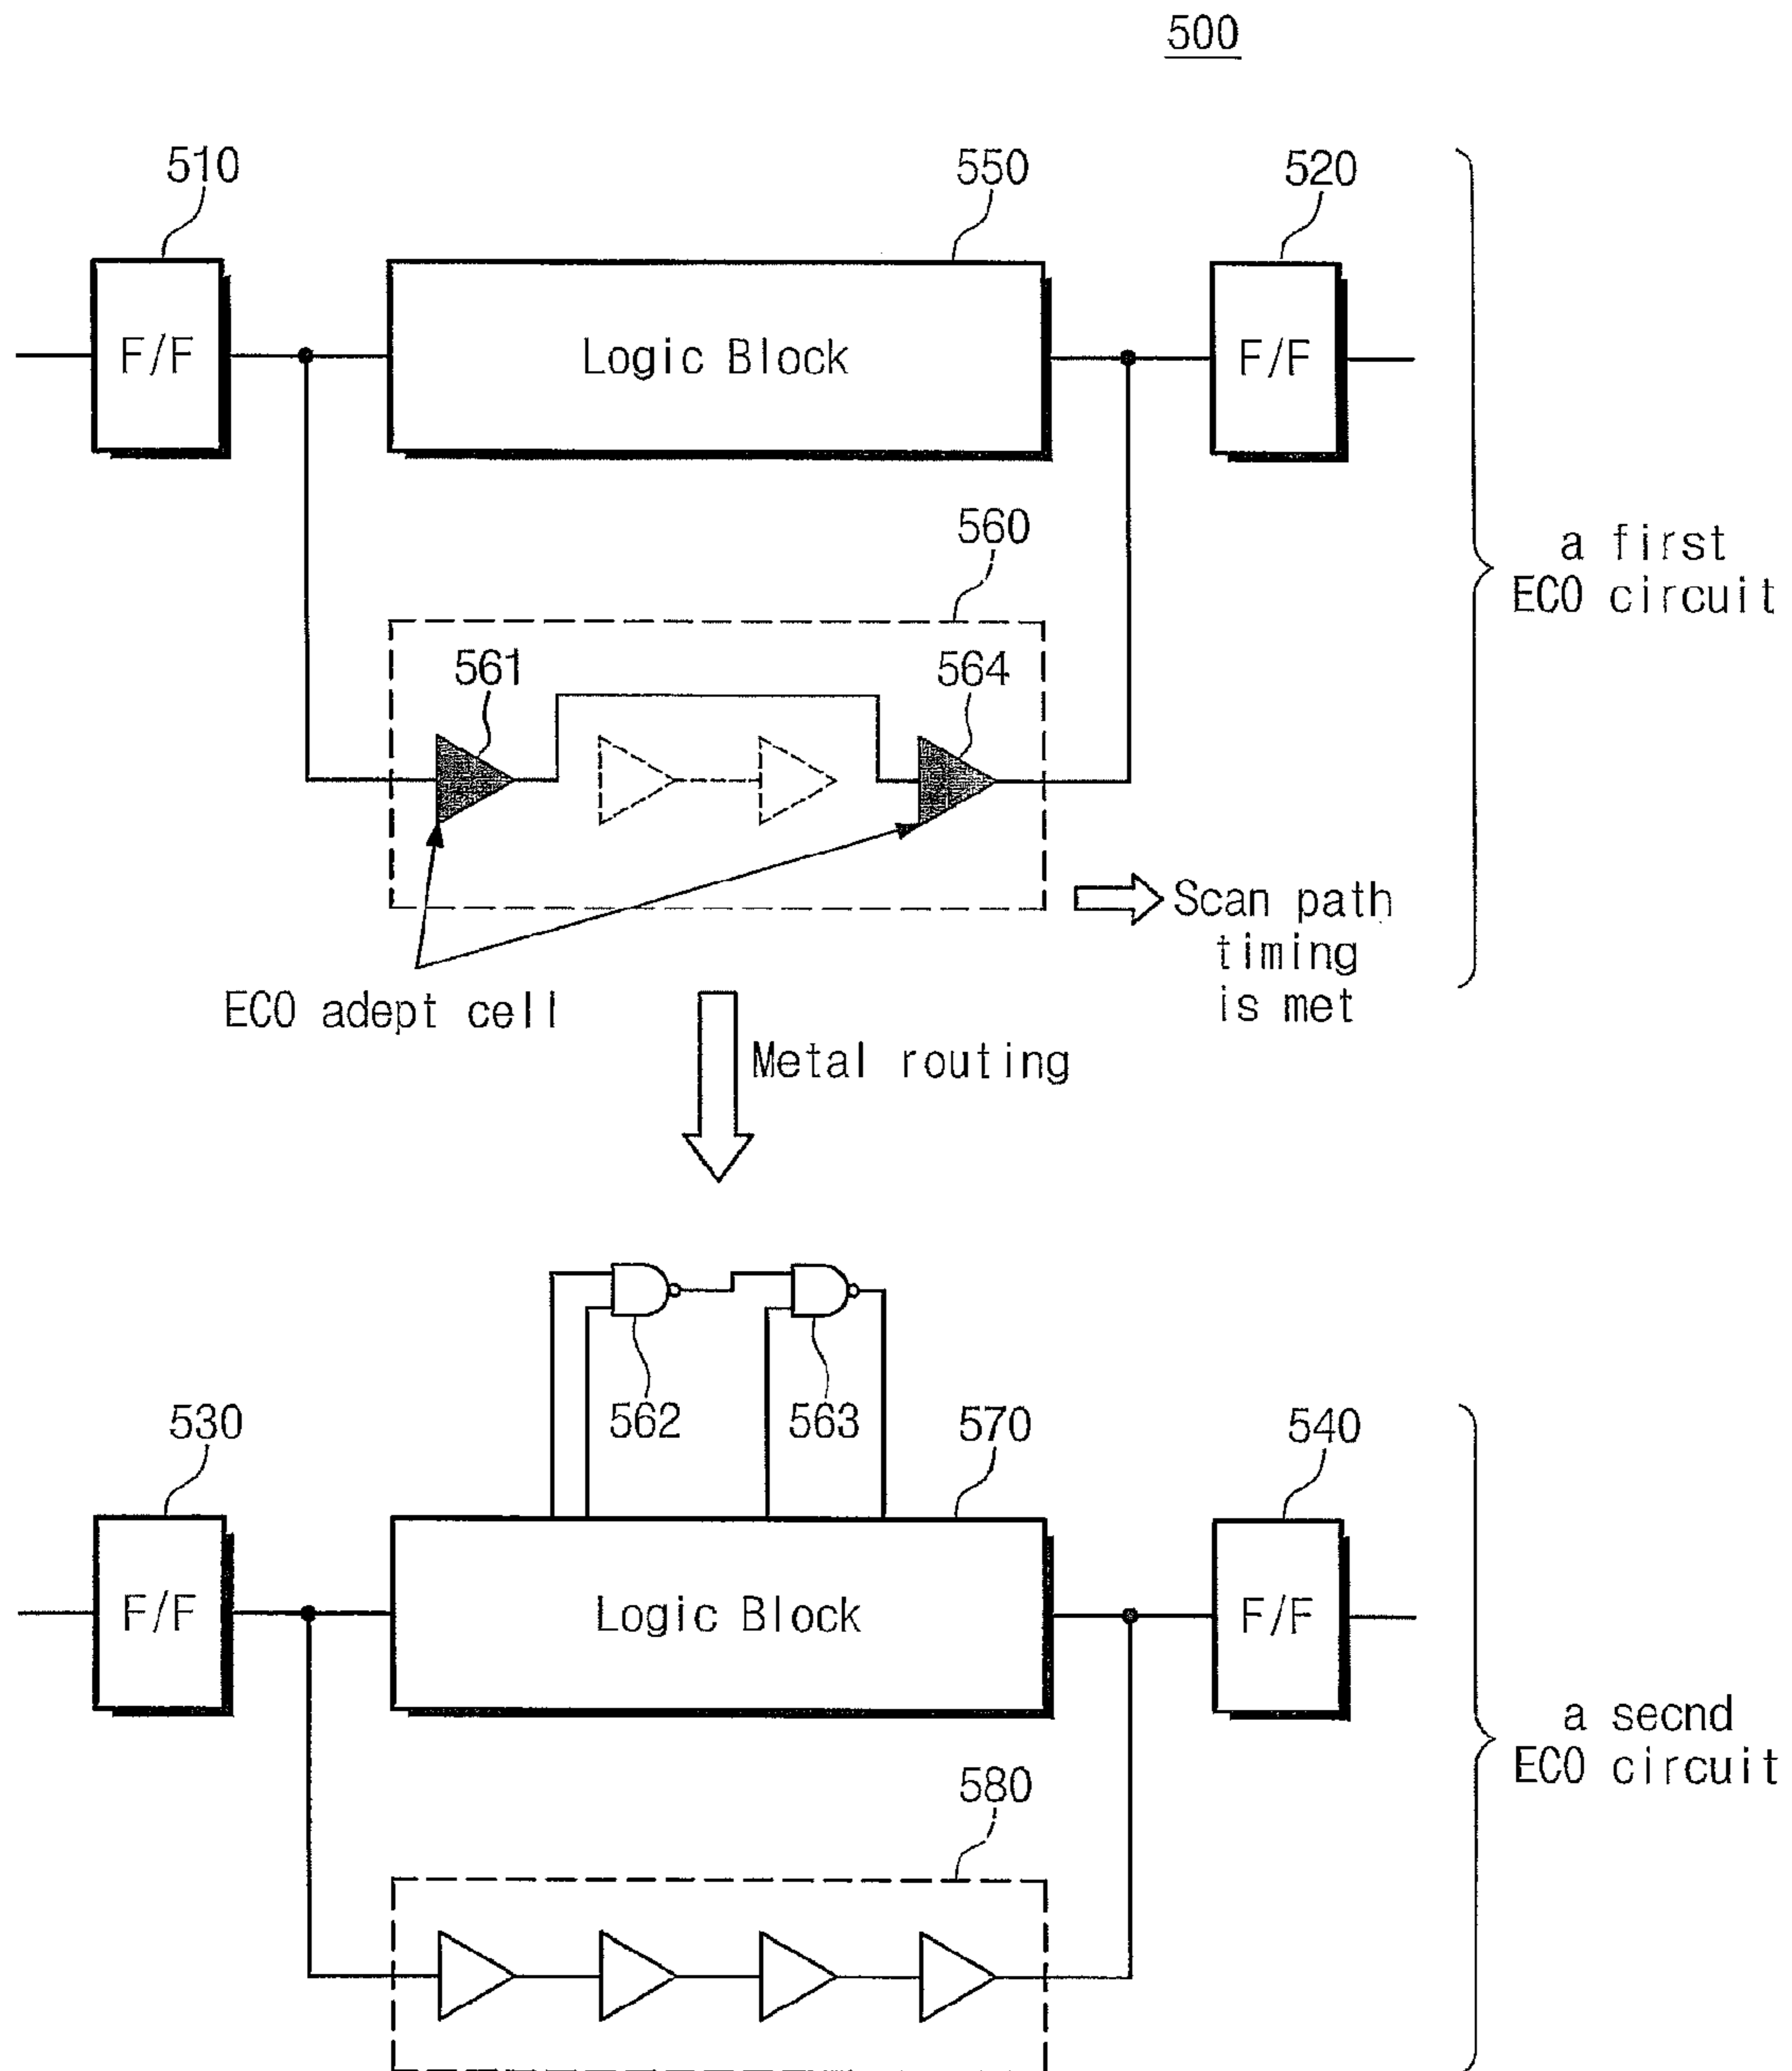 500
510
550
520
F/F
Logic Block
F/F
560
a first
ECO circuit
561
564
Scan path
timing
is met
ECO adept cell
Metal routing
562
563
530
570
540
F/F
Logic Block
F/F
a secnd
ECO circuit
580